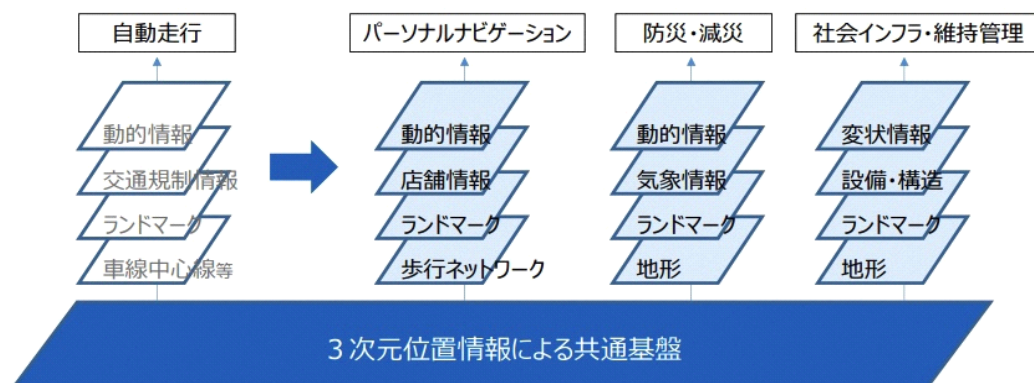 自動走行
パーソナルナビゲーション
防災・減災
社会インフラ・維持管理
動的情報
交通規制情報
ランドマーク
車線中心線等
動的情報
店舗情報
ランドマーク
歩行ネットワーク
動的情報
気象情報
ランドマーク
地形
変状情報
設備・構造
ランドマーク
地形
3次元位置情報による共通基盤